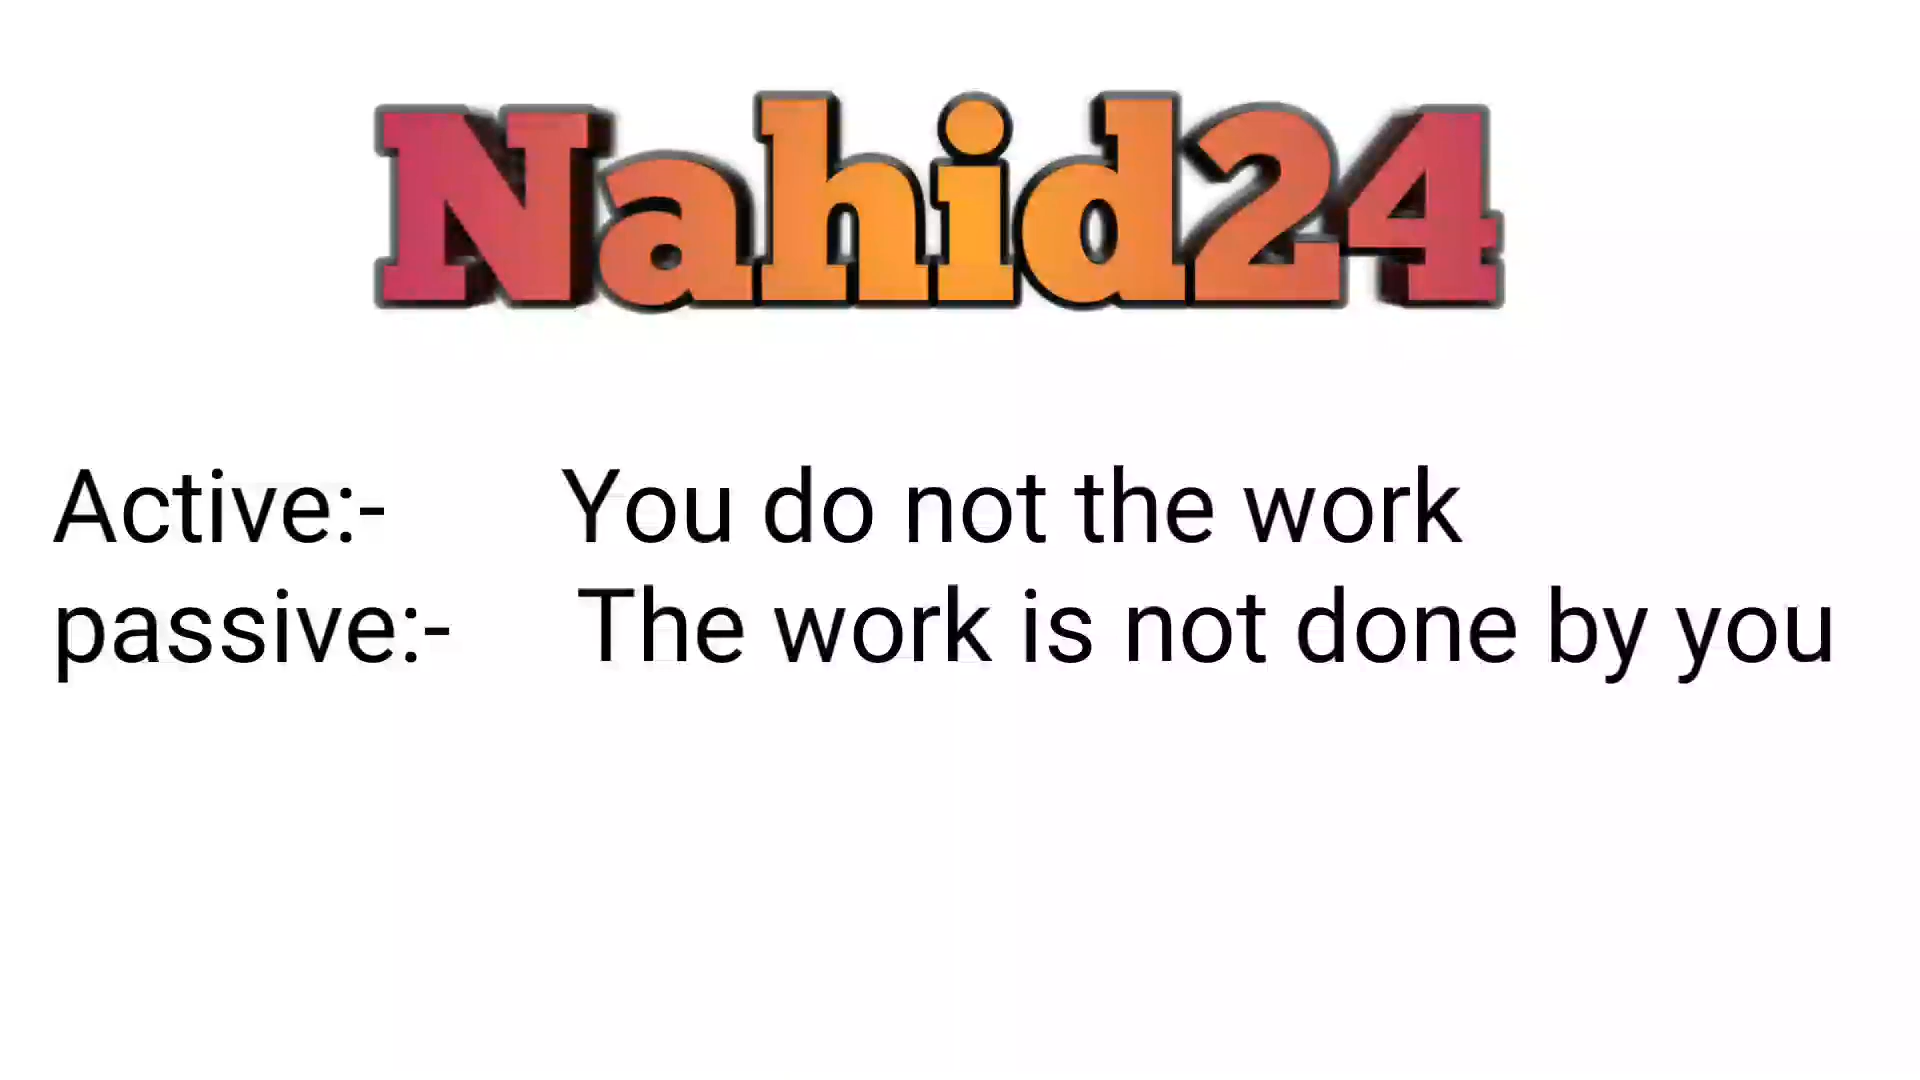 Nahid24
Active:- You do not the work
passive:- The work is not done by you